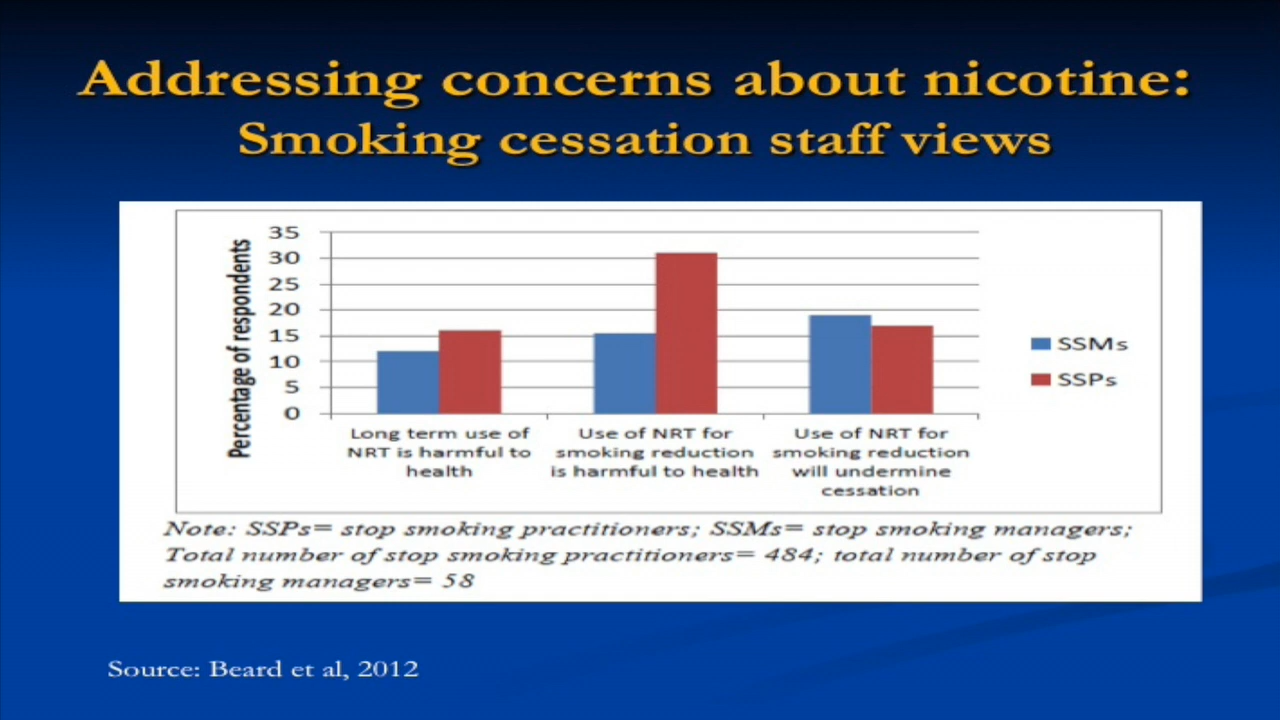 Addressing concerns about nicotine:
Smoking cessation staff views
Percentage of respondents
35
30
25
20
15
10
5
0
Long term use of
NRT is harmful to
health
Use of NRT for
smoking reduction
is harmful to health
Use of NRT for
smoking reduction
will undermine
cessation
SSMs
SSPs
Note: SSPs= stop smoking practitioners; SSMs= stop smoking managers;
Total number of stop smoking practitioners= 484; total number of stop
smoking managers= 58
Source: Beard et al, 2012